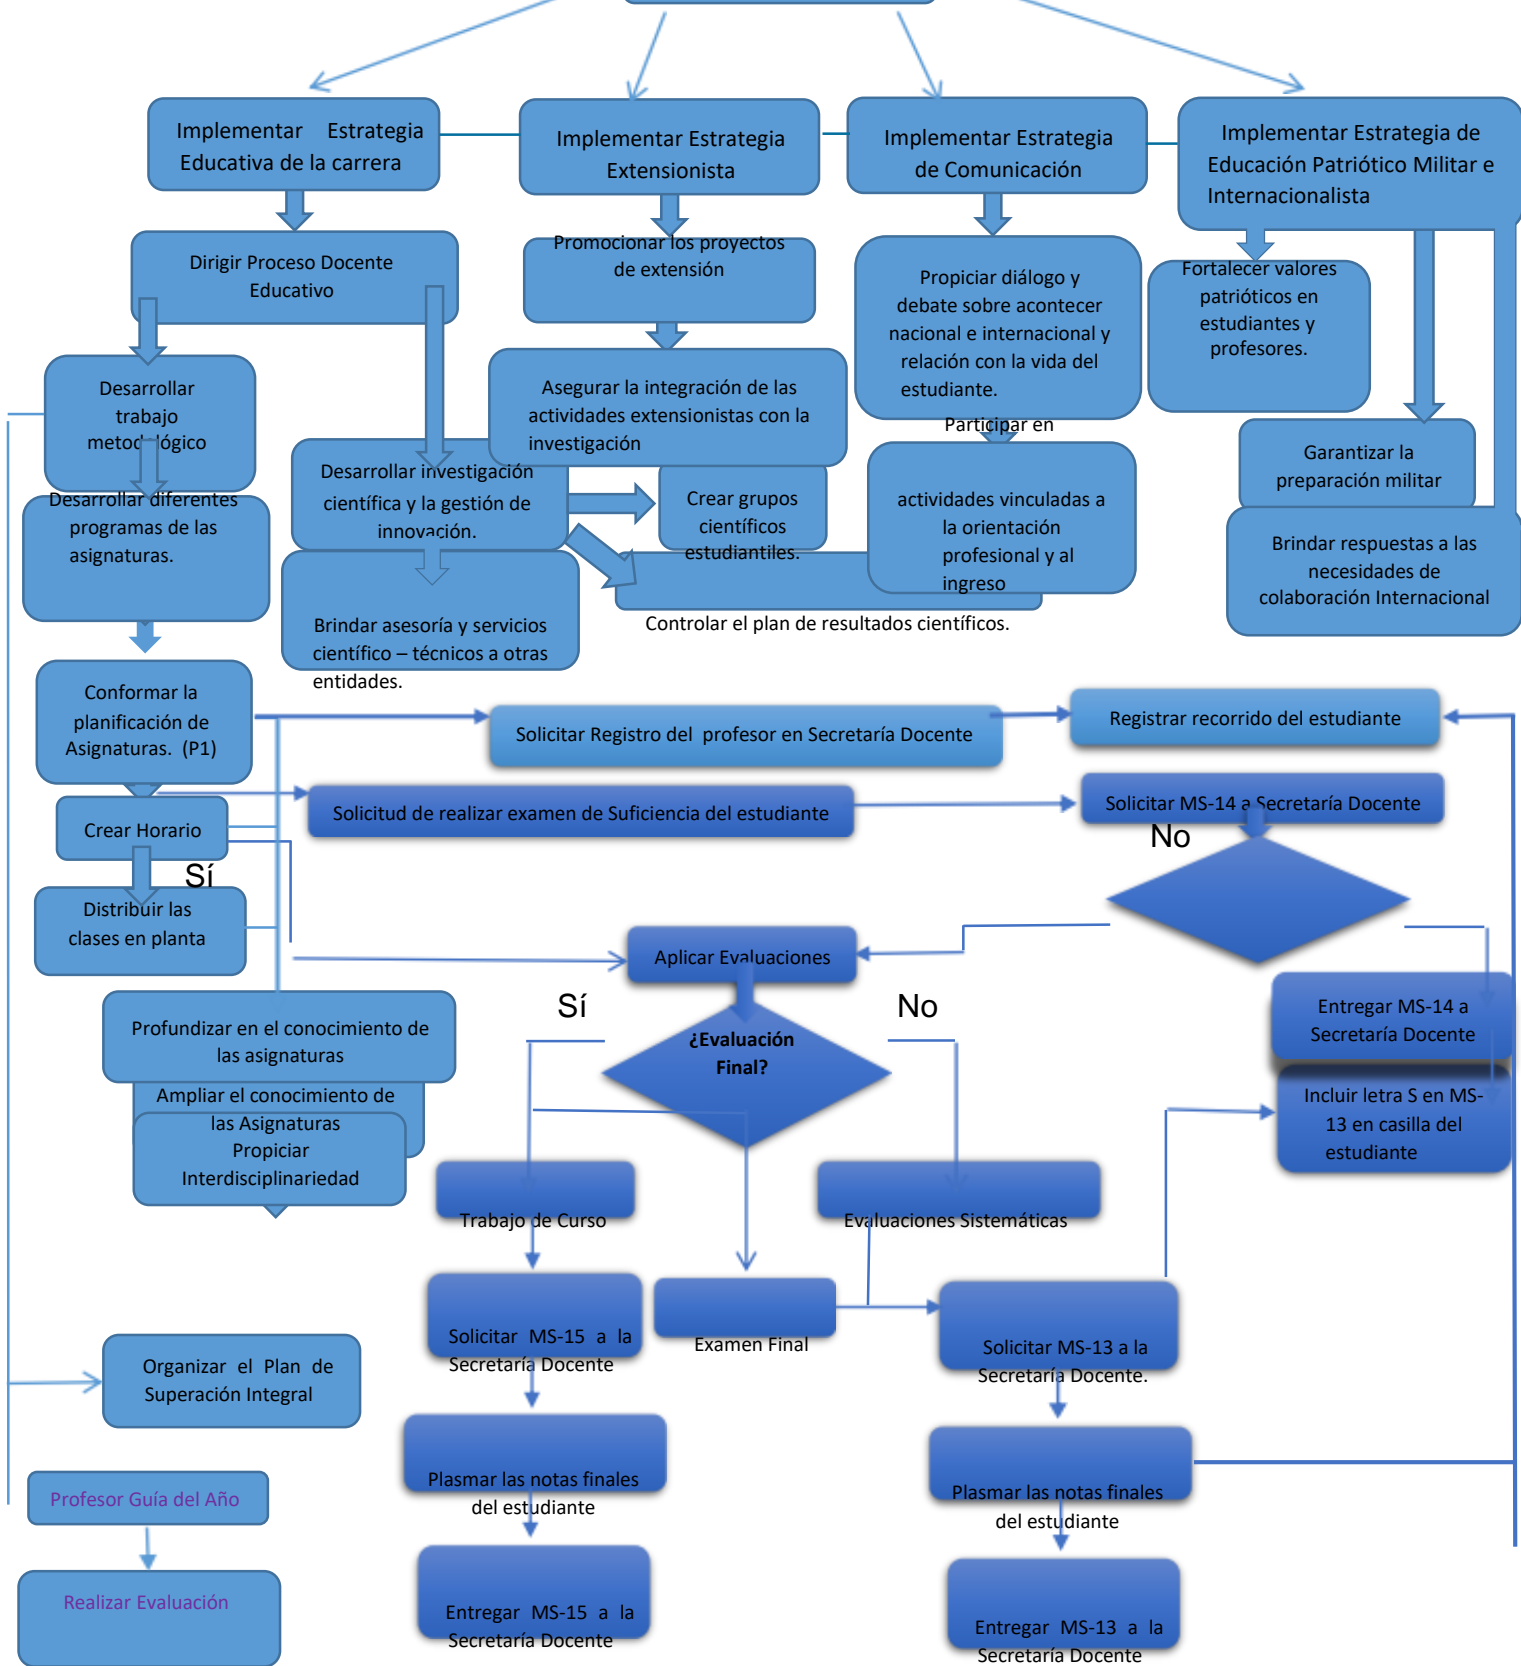 Implementar Estrategia
Educativa de la carrera
Implementar Estrategia
Extensionista
Implementar Estrategia
de Comunicación
Implementar Estrategia de
Educación Patriótico Militar e
Internacionalista
Dirigir Proceso Docente
Educativo
Promocionar los proyectos
de extensión
Propiciar diálogo y
debate sobre acontecer
nacional e internacional y
relación con la vida del
estudiante.
Fortalecer valores
patrióticos en
estudiantes y
profesores.
Desarrollar
trabajo
metodológico
Asegurar la integración de las
actividades extensionistas con la
investigación
Participar en
actividades vinculadas a
la orientación
profesional y al
ingreso
Garantizar la
preparación militar
Desarrollar investigación
científica y la gestión de
innovación.
Crear grupos
científicos
estudiantiles.
Desarrollar diferentes
programas de las
asignaturas.
Brindar respuestas a las
necesidades de
colaboración Internacional
Brindar asesoría y servicios
científico – técnicos a otras
entidades.
Controlar el plan de resultados científicos.
Conformar la
planificación de
Asignaturas. (P1)
Solicitar Registro del profesor en Secretaría Docente
Registrar recorrido del estudiante
Crear Horario
Solicitud de realizar examen de Suficiencia del estudiante
Solicitar MS-14 a Secretaría Docente
No
Sí
Distribuir las
clases en planta
Aplicar Evaluaciones
Sí
No
¿Evaluación
Final?
Entregar MS-14 a
Secretaría Docente
Profundizar en el conocimiento de
las asignaturas
Ampliar el conocimiento de
las Asignaturas
Propiciar
Interdisciplinariedad
Incluir letra S en MS-
13 en casilla del
estudiante
Trabajo de Curso
Evaluaciones Sistemáticas
Solicitar MS-15 a la
Secretaría Docente
Examen Final
Solicitar MS-13 a la
Secretaría Docente.
Organizar el Plan de
Superación Integral
Plasmar las notas finales
del estudiante
Plasmar las notas finales
del estudiante
Profesor Guía del Año
Realizar Evaluación
Entregar MS-15 a la
Secretaría Docente
Entregar MS-13 a la
Secretaría Docente